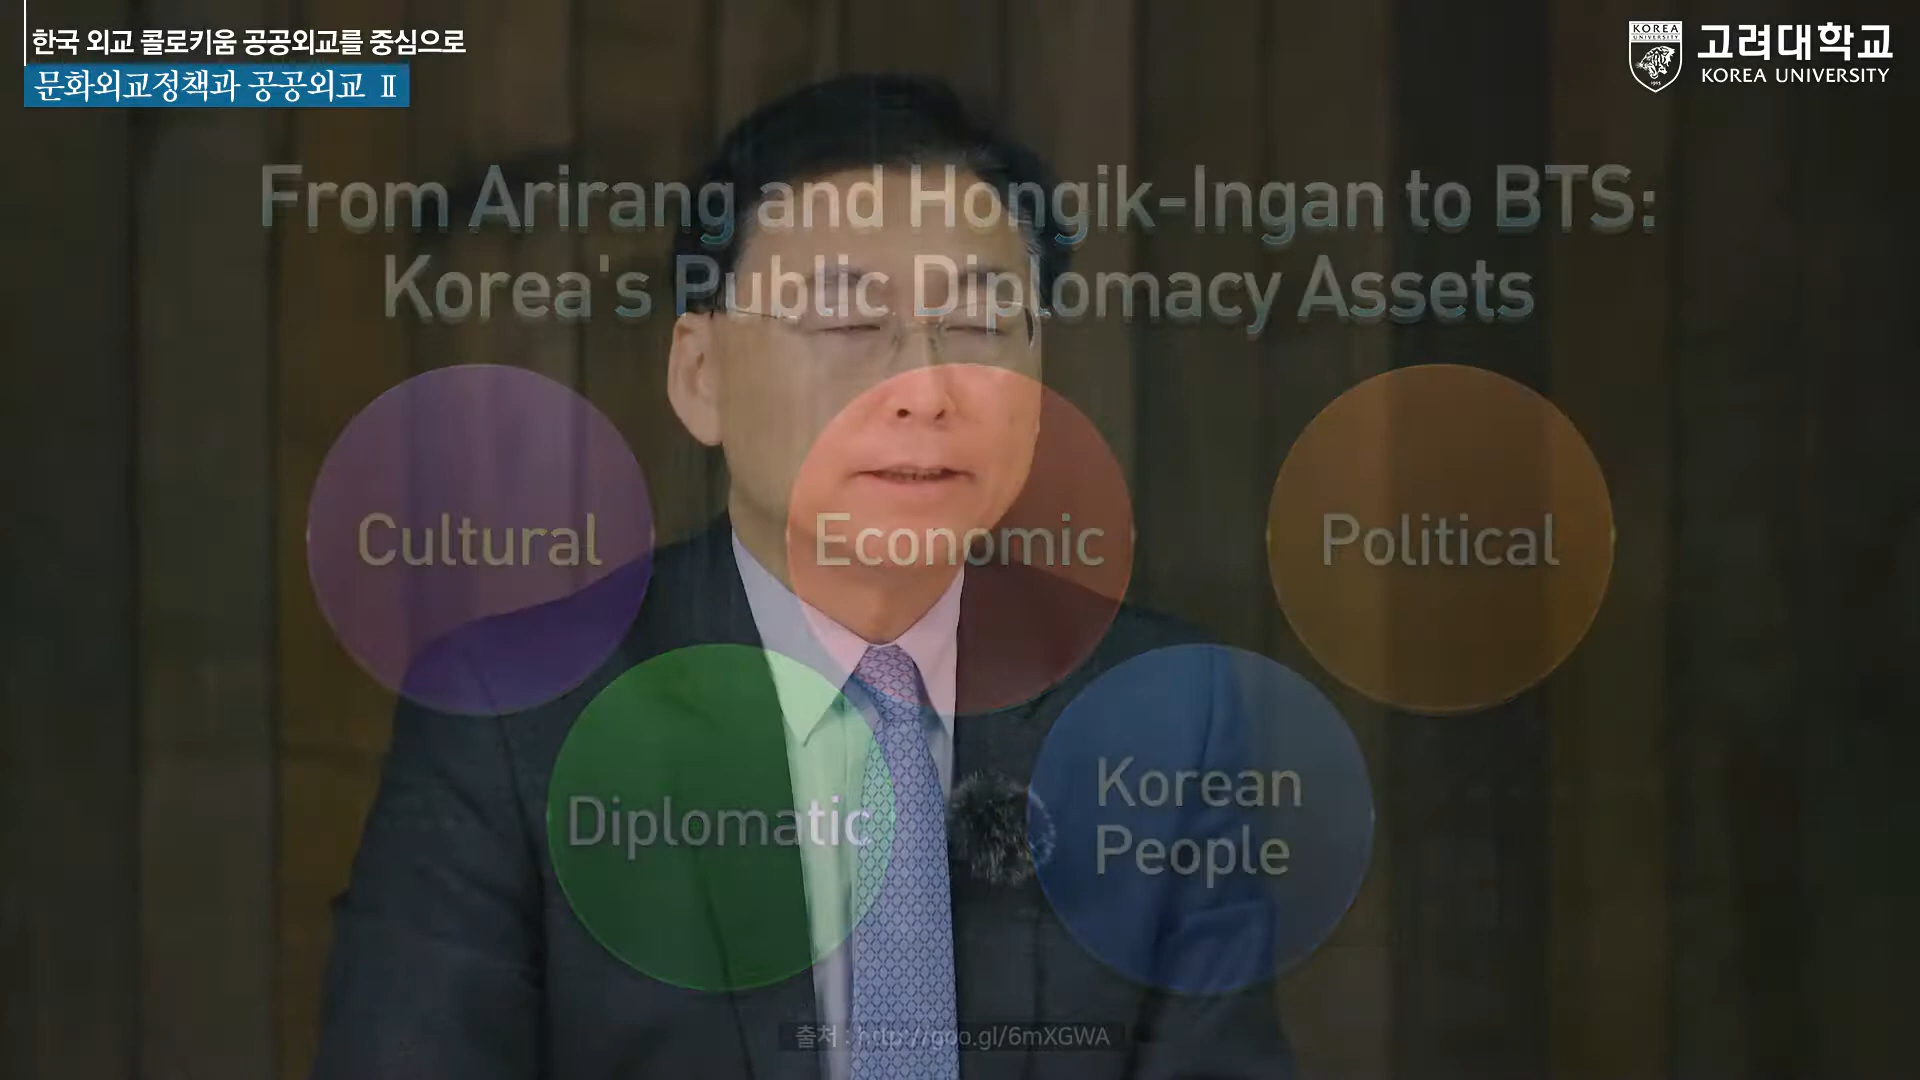 한국 외교 콜로키움 공공외교를 중심으로
문화외교정책과 공공외교 Ⅱ
KOREA
UNIVERSITY
1905
고려대학교
KOREA UNIVERSITY
From Arirang and Hongik-Ingan to BTS:
Korea's Public Diplomacy Assets
Cultural
Economic
Political
Diplomatic
Korean
People
출처 : http://goo.gl/6mXGWA